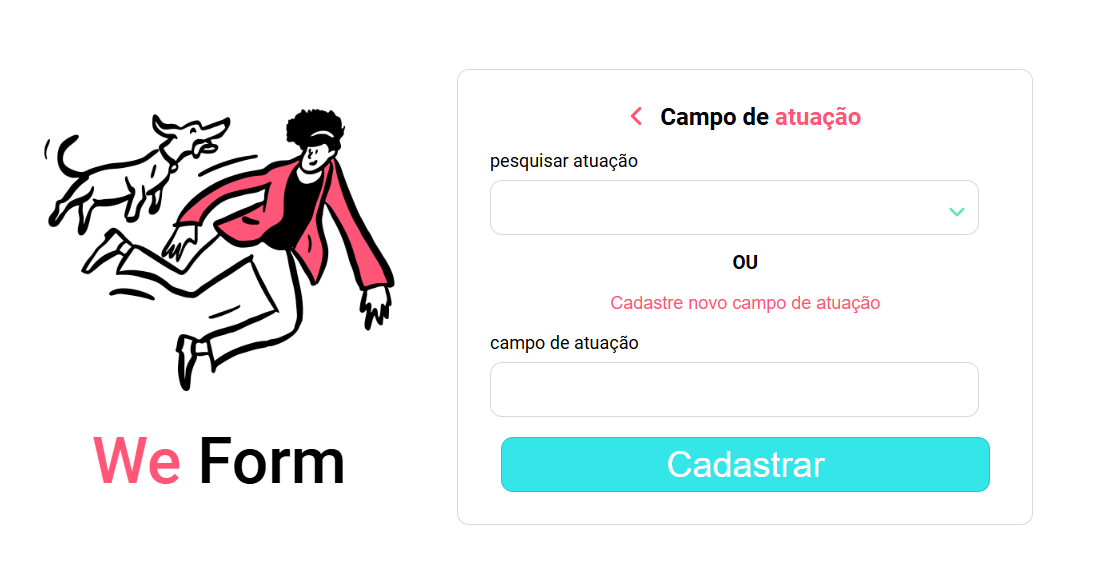 Campo de atuação
pesquisar atuação
OU
Cadastre novo campo de atuação
campo de atuação
Cadastrar
We Form